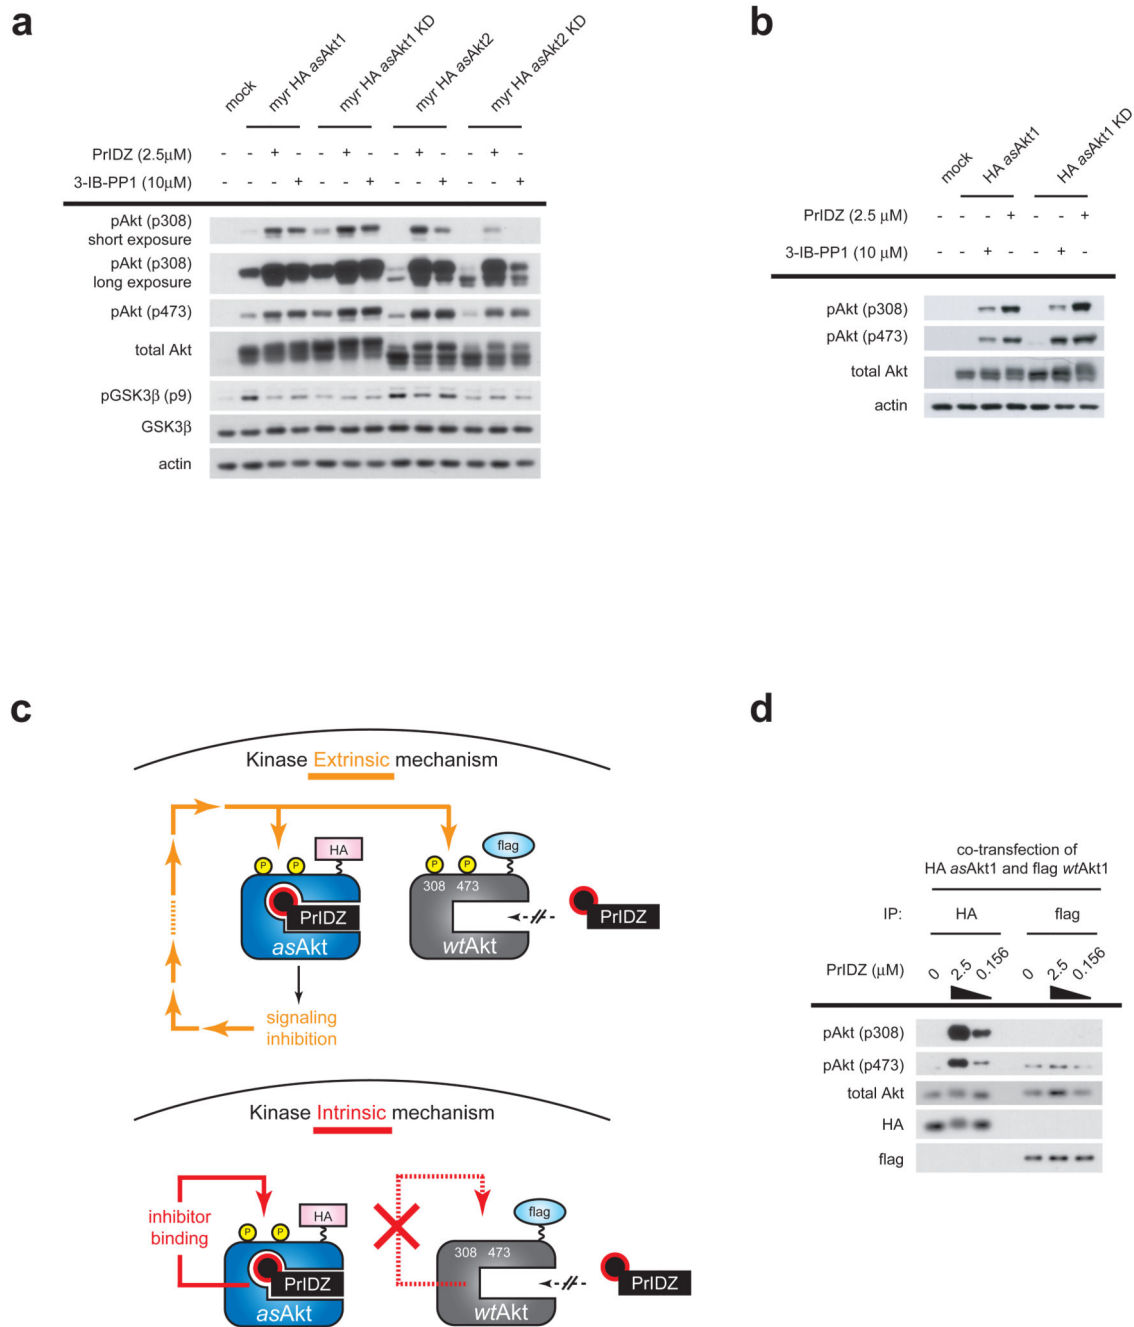 a
mock
myr HA asAkt1
myr HA asAkt1 KD
myr HA asAkt2
myr HA asAkt2 KD
PrIDZ (2.5μM) - - + - - + - - + - - + -
3-IB-PP1 (10μM) - - - + - - + - - + - - +
pAkt (p308)
short exposure
pAkt (p308)
long exposure
pAkt (p473)
total Akt
pGSK3β (p9)
GSK3β
actin
b
mock
HA asAkt1
HA asAkt1 KD
PrIDZ (2.5 μM) - - - + - - +
3-IB-PP1 (10 μM) - - + - - + -
pAkt (p308)
pAkt (p473)
total Akt
actin
c
Kinase Extrinsic mechanism
HA
flag
P P
P P
308 473
PrIDZ
PrIDZ
asAkt
wtAkt
signaling
inhibition
Kinase Intrinsic mechanism
inhibitor
binding
HA
flag
P P
308 473
PrIDZ
PrIDZ
asAkt
wtAkt
d
co-transfection of
HA asAkt1 and flag wtAkt1
IP: HA flag
PrIDZ (μM) 0 2.5 0.156 0 2.5 0.156
pAkt (p308)
pAkt (p473)
total Akt
HA
flag